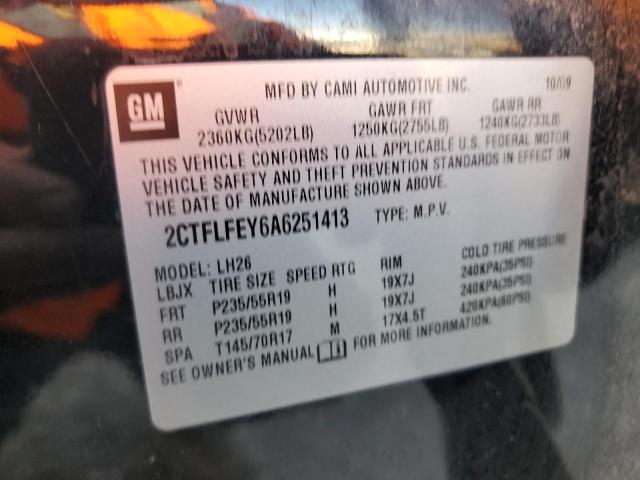 GM
MFD BY CAMI AUTOMOTIVE INC. 10/09
GVWR GAWR FRT GAWR RR
2360KG(5202LB) 1250KG(2755LB) 1240KG(2733LB)
THIS VEHICLE CONFORMS TO ALL APPLICABLE U.S. FEDERAL MOTOR
VEHICLE SAFETY AND THEFT PREVENTION STANDARDS IN EFFECT ON
THE DATE OF MANUFACTURE SHOWN ABOVE.
2CTFLFEY6A6251413 TYPE: M.P.V.
MODEL: LH26
LBJX TIRE SIZE SPEED RTG RIM COLD TIRE PRESSURE
FRT P235/55R19 H 19X7J 240KPA(35PSI)
RR P235/55R19 H 19X7J 240KPA(35PSI)
SPA T145/70R17 M 17X4.5T 420KPA(60PSI)
SEE OWNER'S MANUAL FOR MORE INFORMATION.